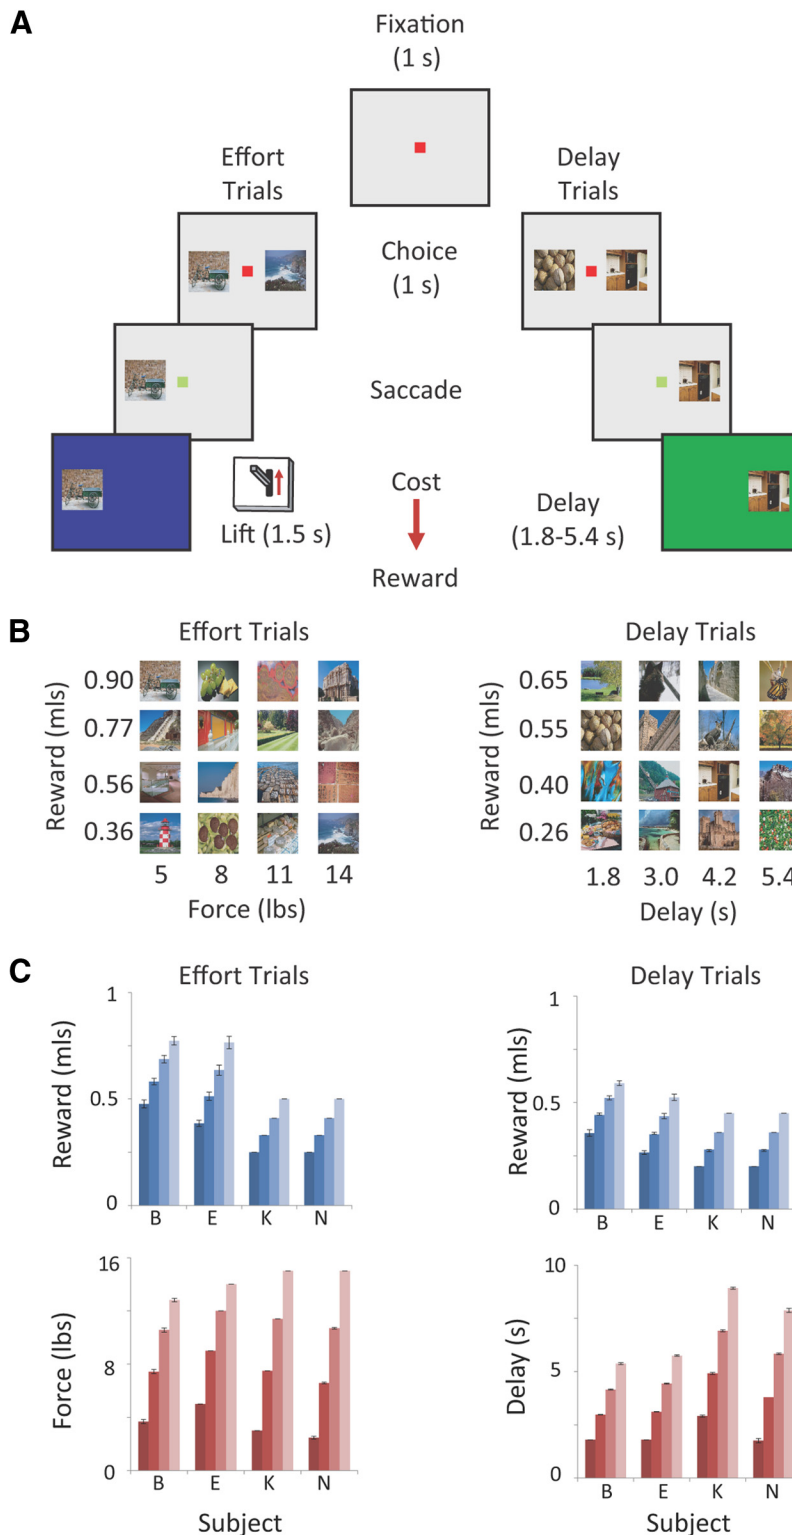 A
Fixation
(1 s)
Effort
Trials
Delay
Trials
Choice
(1 s)
Saccade
Cost
Lift (1.5 s)
Delay
(1.8-5.4 s)
Reward
B
Effort Trials
Reward (mls)
0.90
0.77
0.56
0.36
5 8 11 14
Force (lbs)
Delay Trials
Reward (mls)
0.65
0.55
0.40
0.26
1.8 3.0 4.2 5.4
Delay (s)
C
Effort Trials
Reward (mls)
1
0.5
0
B E K N
Delay Trials
Reward (mls)
1
0.5
0
B E K N
Force (lbs)
16
8
0
B E K N
Subject
Delay (s)
10
5
0
B E K N
Subject